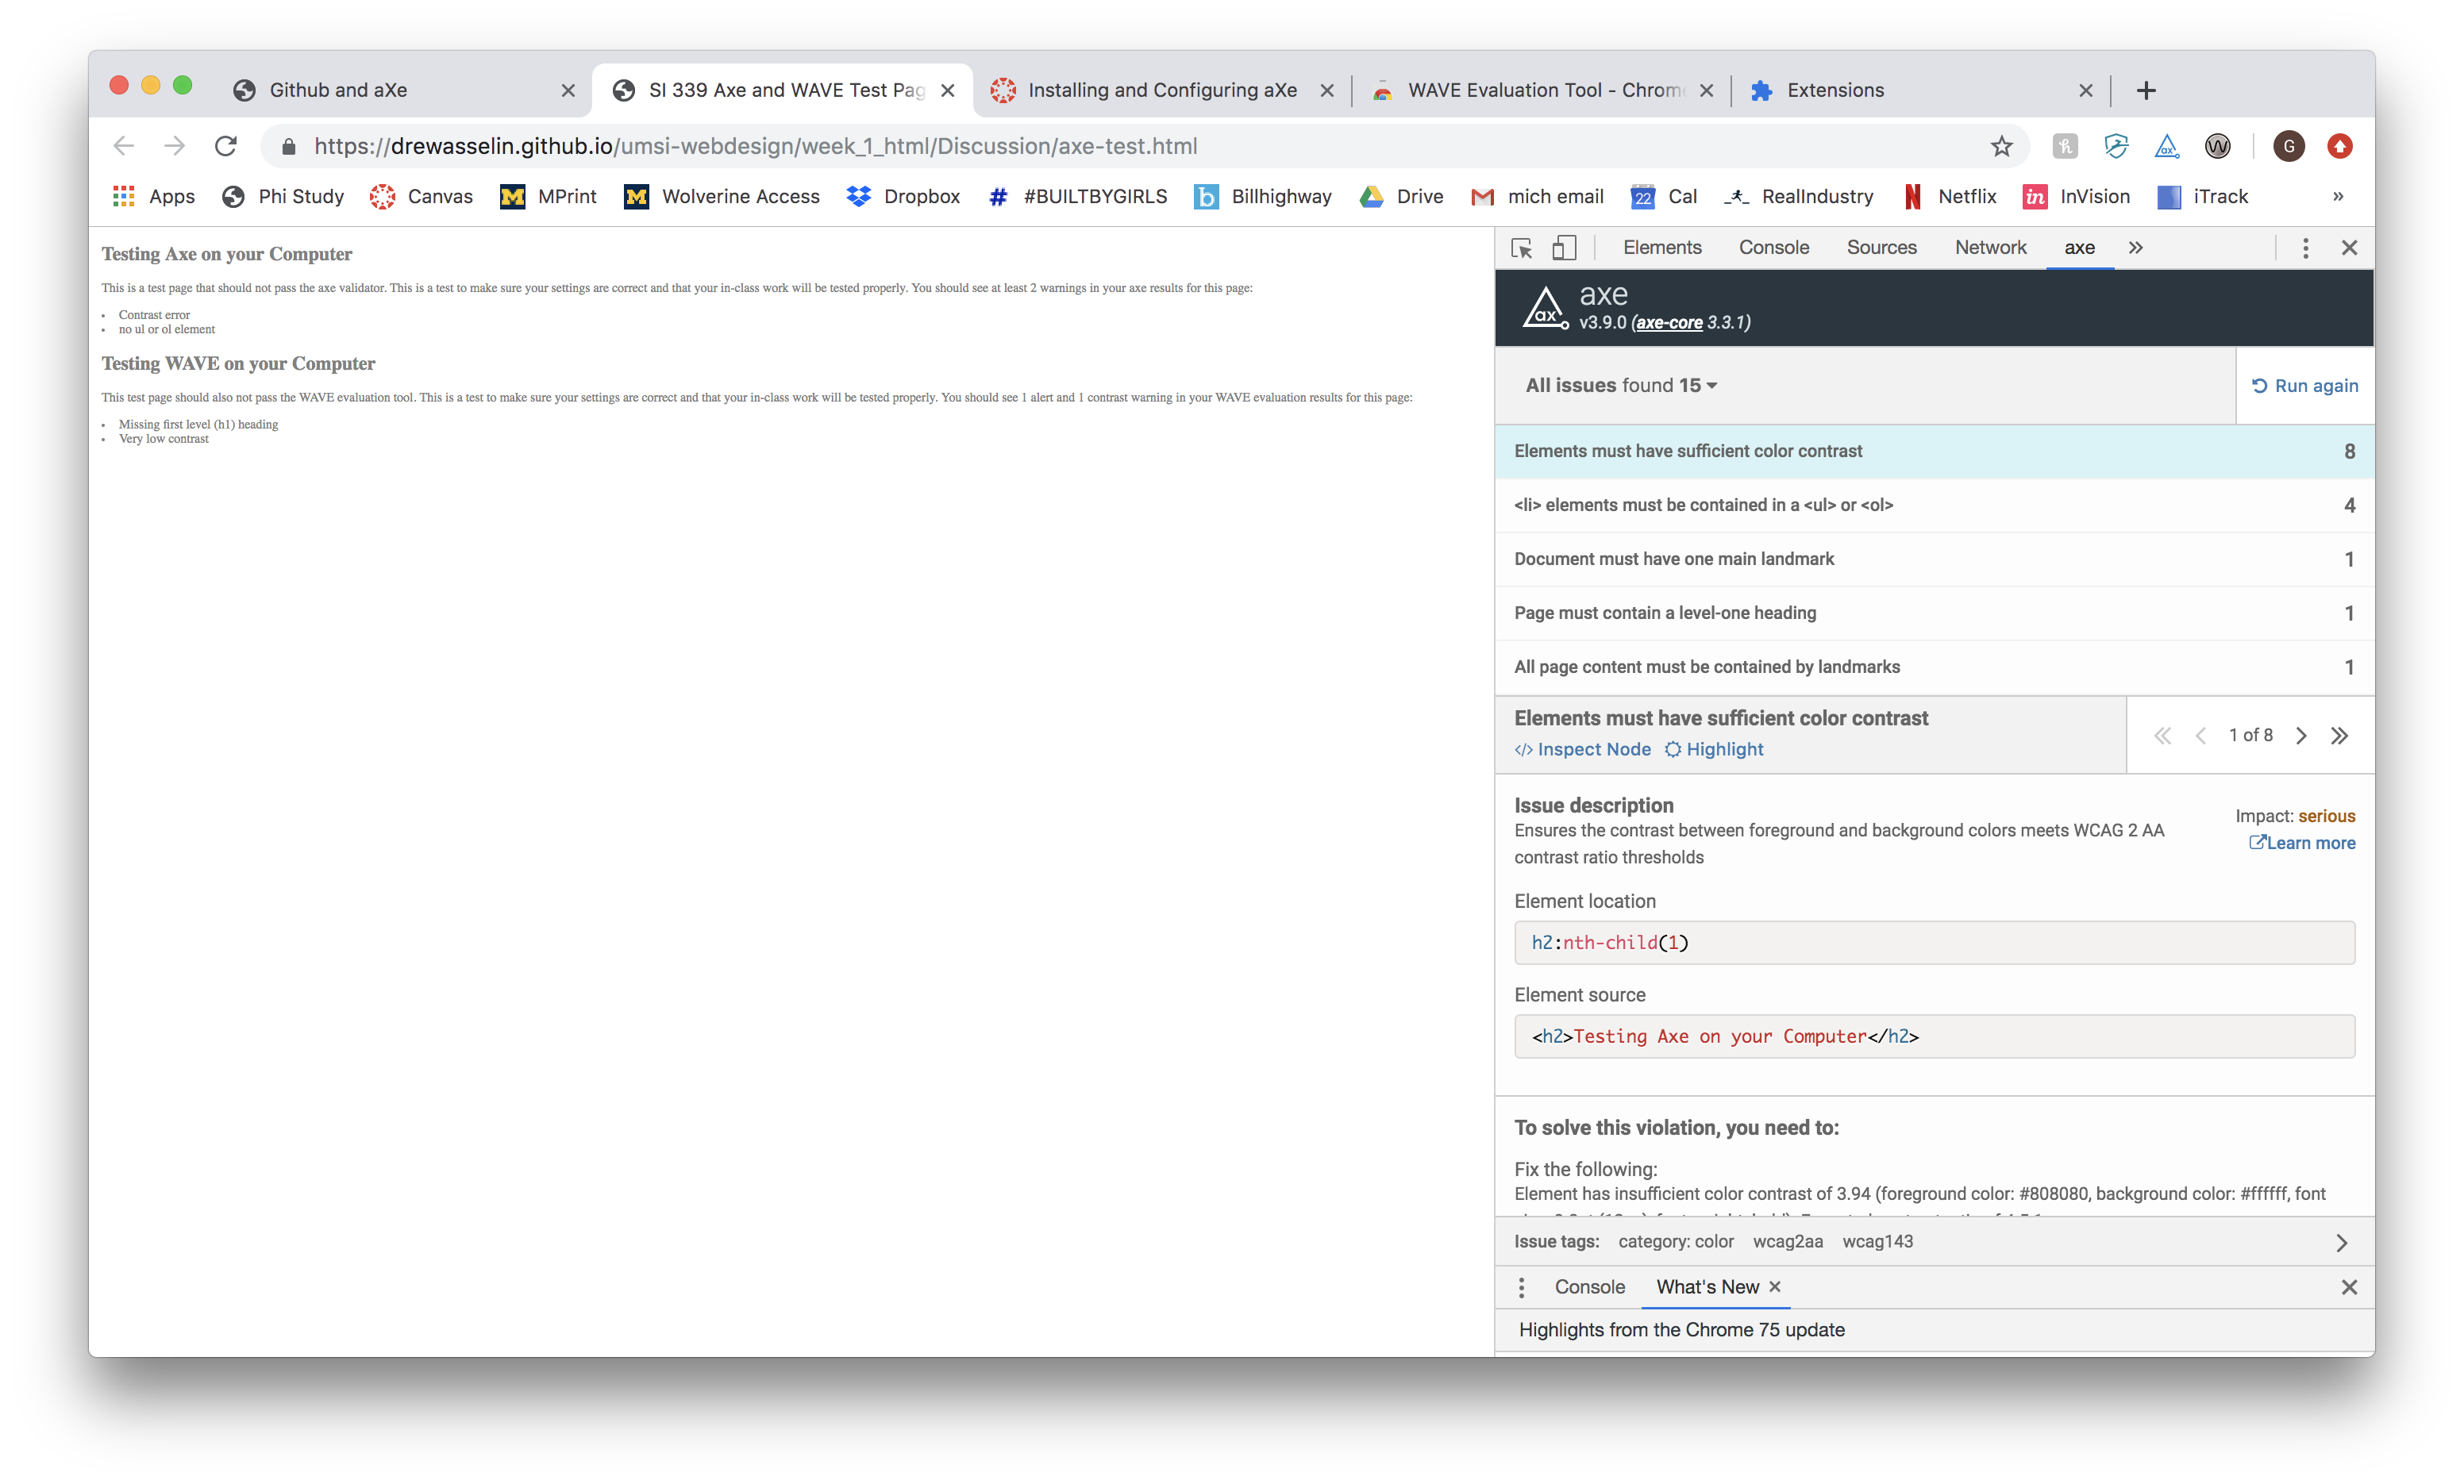 Github and aXe
SI 339 Axe and WAVE Test Pag
Installing and Configuring aXe
WAVE Evaluation Tool - Chrom
Extensions
https://drewasselin.github.io/umsi-webdesign/week_1_html/Discussion/axe-test.html
G
Apps Phi Study Canvas MPrint Wolverine Access Dropbox #BUILTBYGIRLS Billhighway Drive mich email 22 Cal RealIndustry Netflix in InVision iTrack »
Testing Axe on your Computer
This is a test page that should not pass the axe validator. This is a test to make sure your settings are correct and that your in-class work will be tested properly. You should see at least 2 warnings in your axe results for this page:
• Contrast error
• no ul or ol element
Testing WAVE on your Computer
This test page should also not pass the WAVE evaluation tool. This is a test to make sure your settings are correct and that your in-class work will be tested properly. You should see 1 alert and 1 contrast warning in your WAVE evaluation results for this page:
• Missing first level (h1) heading
• Very low contrast
Elements Console Sources Network axe »
ax axe
v3.9.0 (axe-core 3.3.1)
All issues found 15
Run again
Elements must have sufficient color contrast 8
<li> elements must be contained in a <ul> or <ol> 4
Document must have one main landmark 1
Page must contain a level-one heading 1
All page content must be contained by landmarks 1
Elements must have sufficient color contrast
</> Inspect Node Highlight
1 of 8
Issue description
Ensures the contrast between foreground and background colors meets WCAG 2 AA
contrast ratio thresholds
Impact: serious
Learn more
Element location
h2:nth-child(1)
Element source
<h2>Testing Axe on your Computer</h2>
To solve this violation, you need to:
Fix the following:
Element has insufficient color contrast of 3.94 (foreground color: #808080, background color: #ffffff, font
Issue tags: category: color wcag2aa wcag143
Console What's New
Highlights from the Chrome 75 update